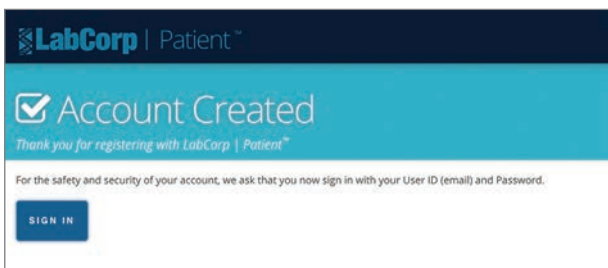 LabCorp | Patient™
Account Created
Thank you for registering with LabCorp | Patient™
For the safety and security of your account, we ask that you now sign in with your User ID (email) and Password.
SIGN IN